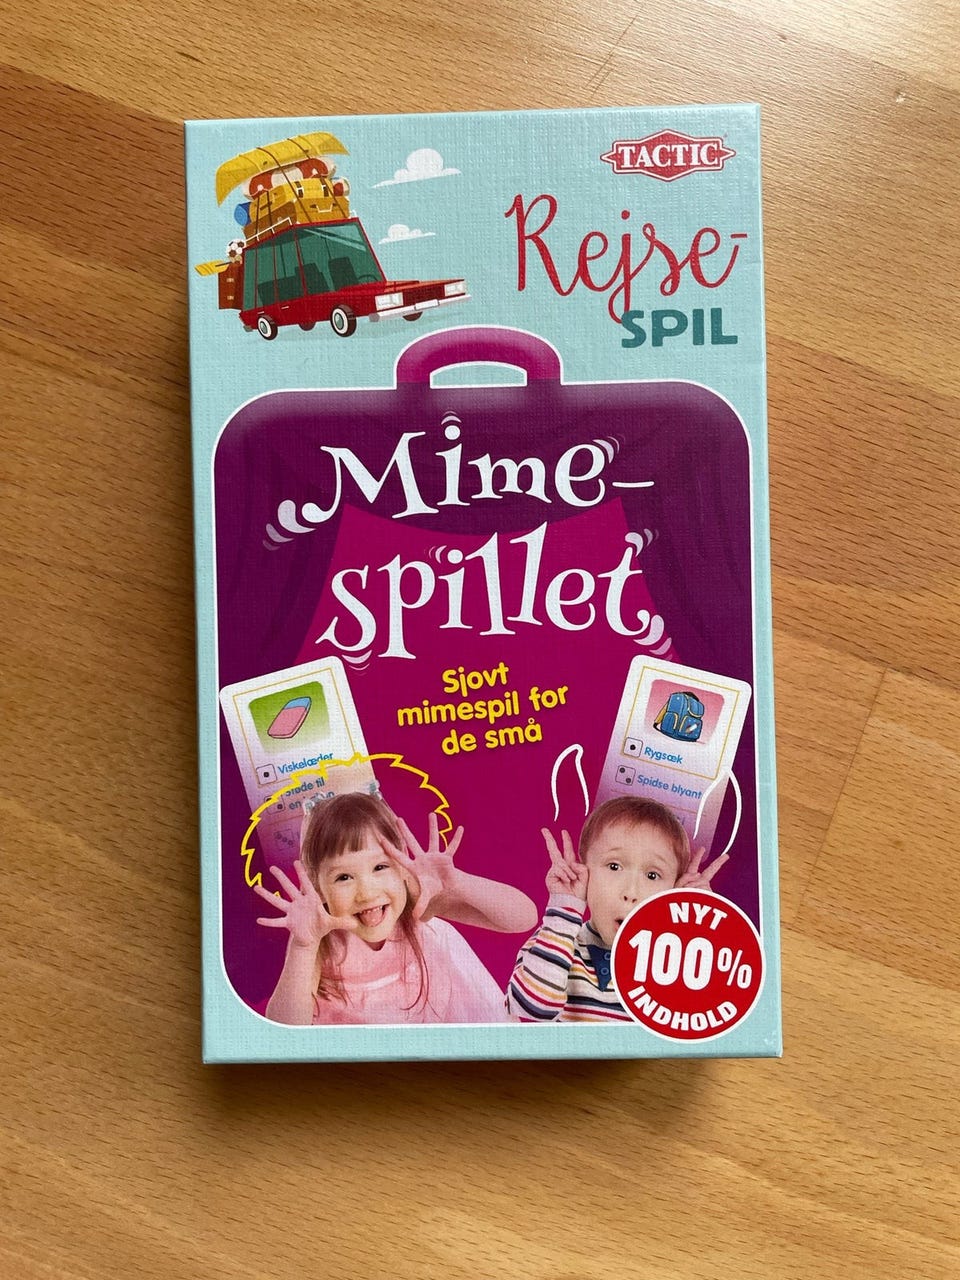 TACTIC
Rejse-
SPIL
Mime-
spillet
Sjovt
mimespil for
de små
Viskelæder
Rygsæk
Spidse blyant
NYT
100%
INDHOLD